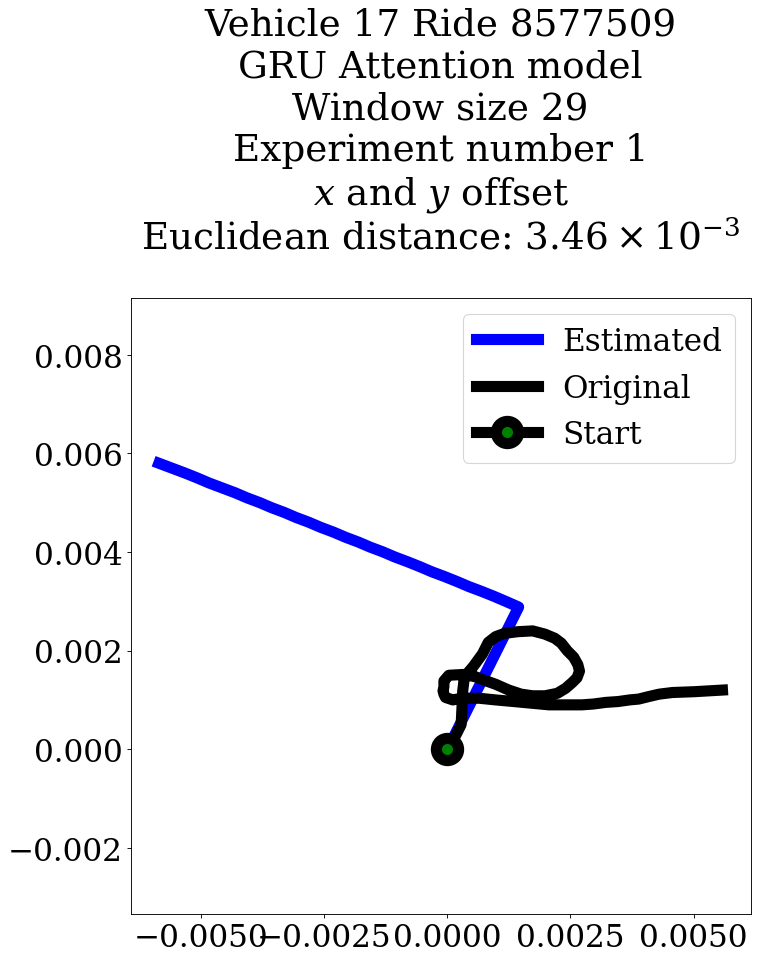 Vehicle 17 Ride 8577509
GRU Attention model
Window size 29
Experiment number 1
x and y offset
Euclidean distance: 3.46 × 10⁻³
Estimated
Original
Start
0.008
0.006
0.004
0.002
0.000
−0.002
−0.0050 −0.0025 0.0000 0.0025 0.0050